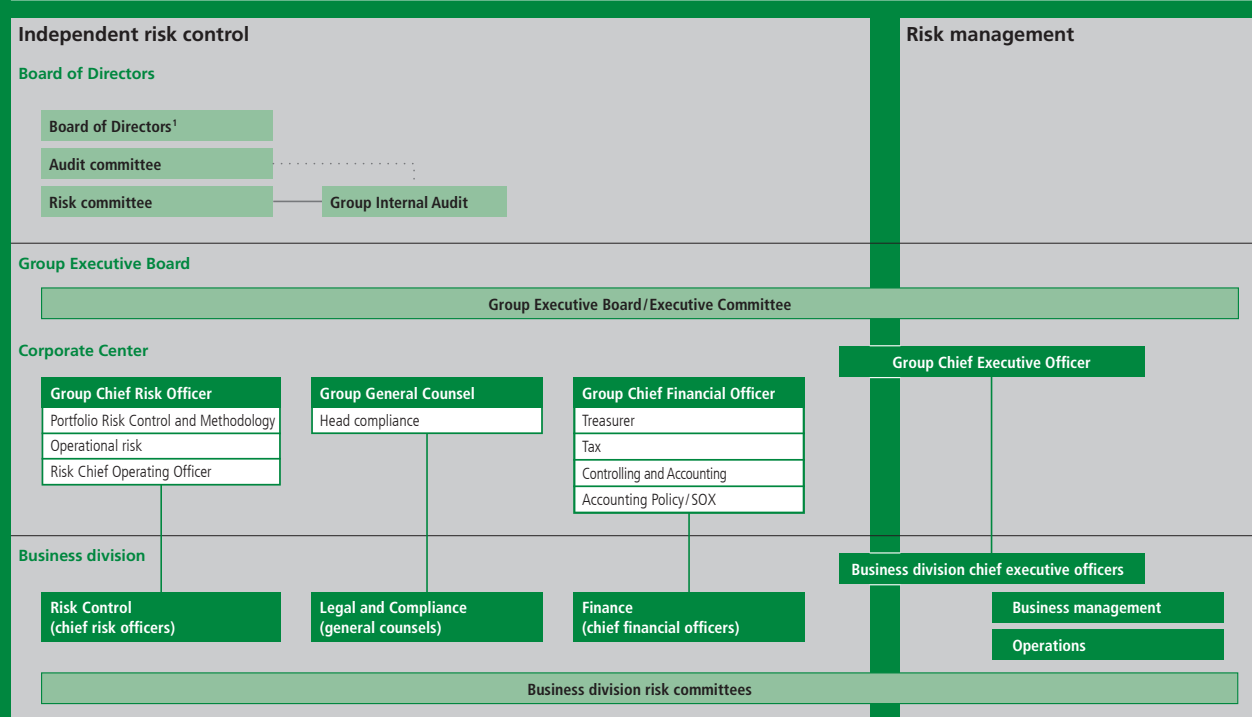 Independent risk control
Risk management
Board of Directors
Board of Directors¹
Audit committee
Risk committee
Group Internal Audit
Group Executive Board
Group Executive Board/Executive Committee
Corporate Center
Group Chief Executive Officer
Group Chief Risk Officer
Portfolio Risk Control and Methodology
Operational risk
Risk Chief Operating Officer
Group General Counsel
Head compliance
Group Chief Financial Officer
Treasurer
Tax
Controlling and Accounting
Accounting Policy/SOX
Business division
Business division chief executive officers
Risk Control
(chief risk officers)
Legal and Compliance
(general counsels)
Finance
(chief financial officers)
Business management
Operations
Business division risk committees